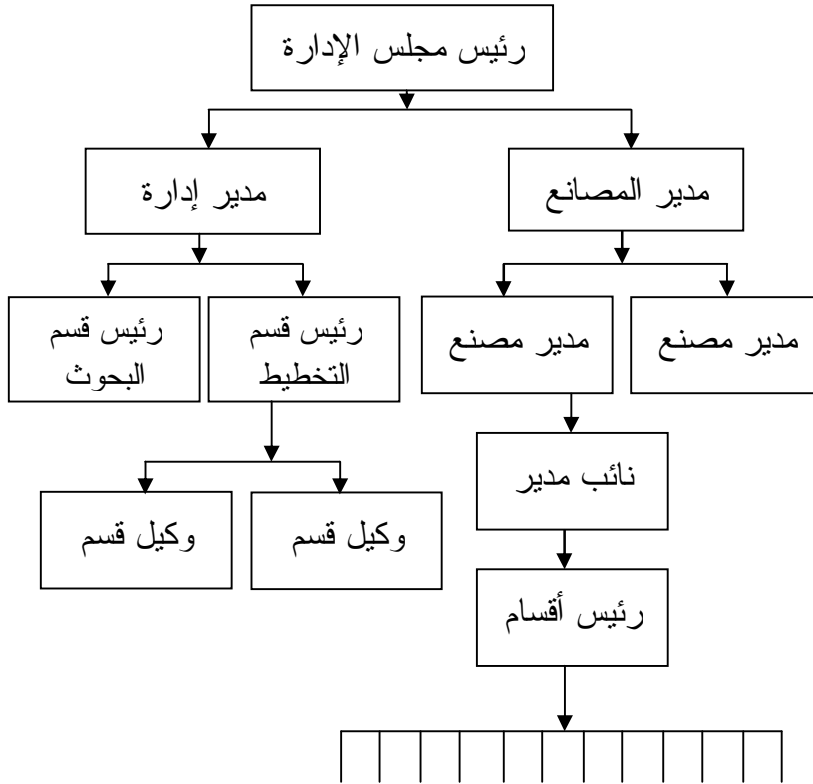 رئيس مجلس الإدارة
مدير المصانع
مدير إدارة
مدير مصنع
مدير مصنع
رئيس قسم
التخطيط
رئيس قسم
البحوث
نائب مدير
وكيل قسم
وكيل قسم
رئيس أقسام